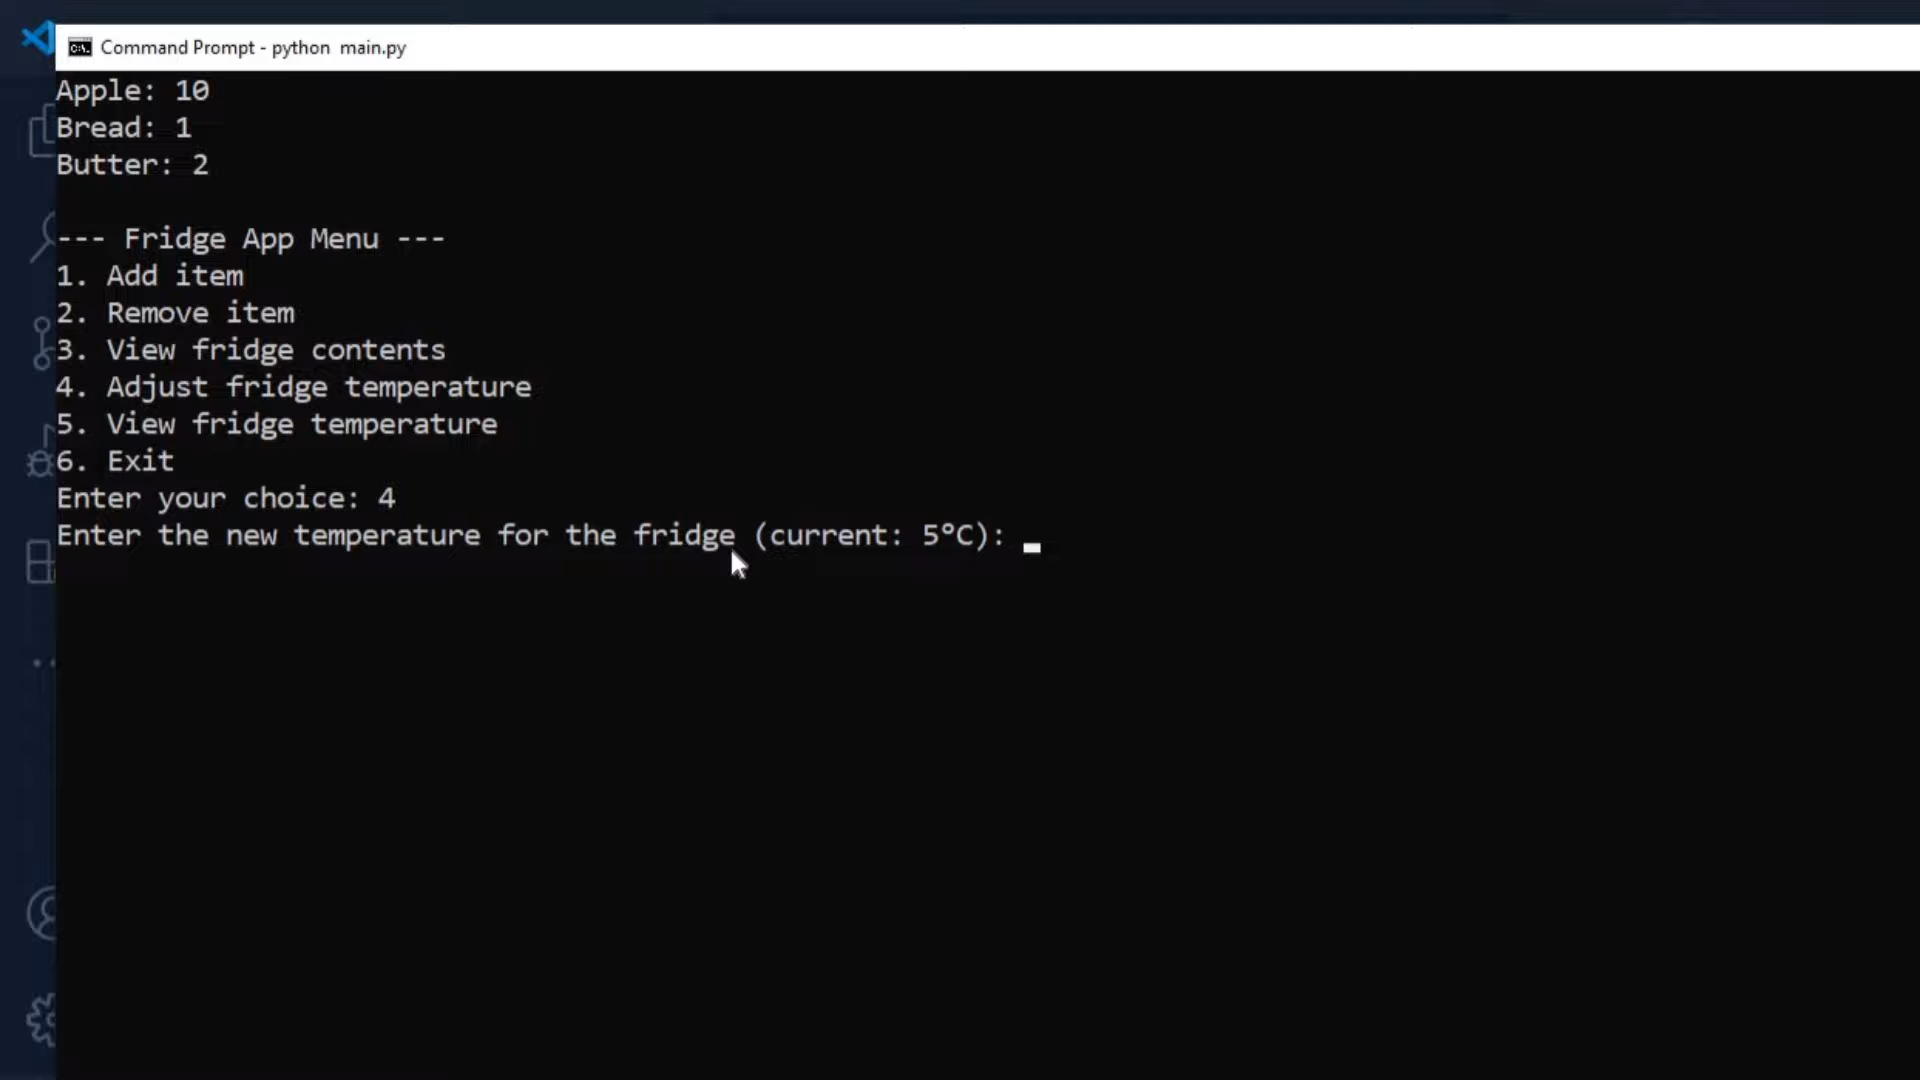 Command Prompt - python  main.py
Apple: 10
Bread: 1
Butter: 2
--- Fridge App Menu ---
1. Add item
2. Remove item
3. View fridge contents
4. Adjust fridge temperature
5. View fridge temperature
6. Exit
Enter your choice: 4
Enter the new temperature for the fridge (current: 5°C):